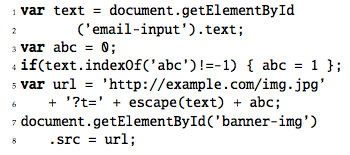 1 var text = document.getElementById
2 ('email-input').text;
3 var abc = 0;
4 if(text.indexOf('abc')!=-1) { abc = 1 };
5 var url = 'http://example.com/img.jpg'
6 + '?t=' + escape(text) + abc;
7 document.getElementById('banner-img')
8 .src = url;